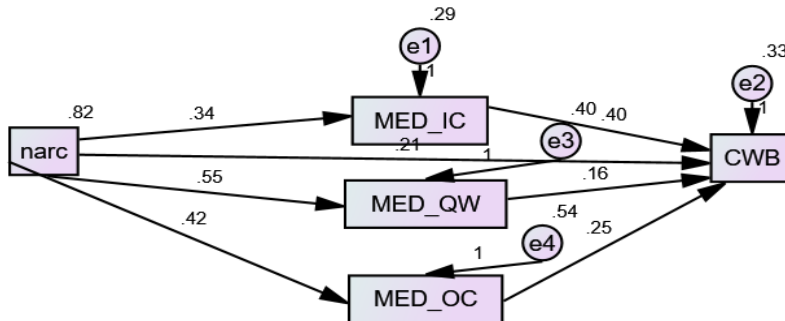 .29
e1
1
.33
e2
1
.82
.34
MED_IC
.40
.40
narc
.21
1
e3
CWB
.55
MED_QW
.16
.42
.54
e4
1
.25
MED_OC